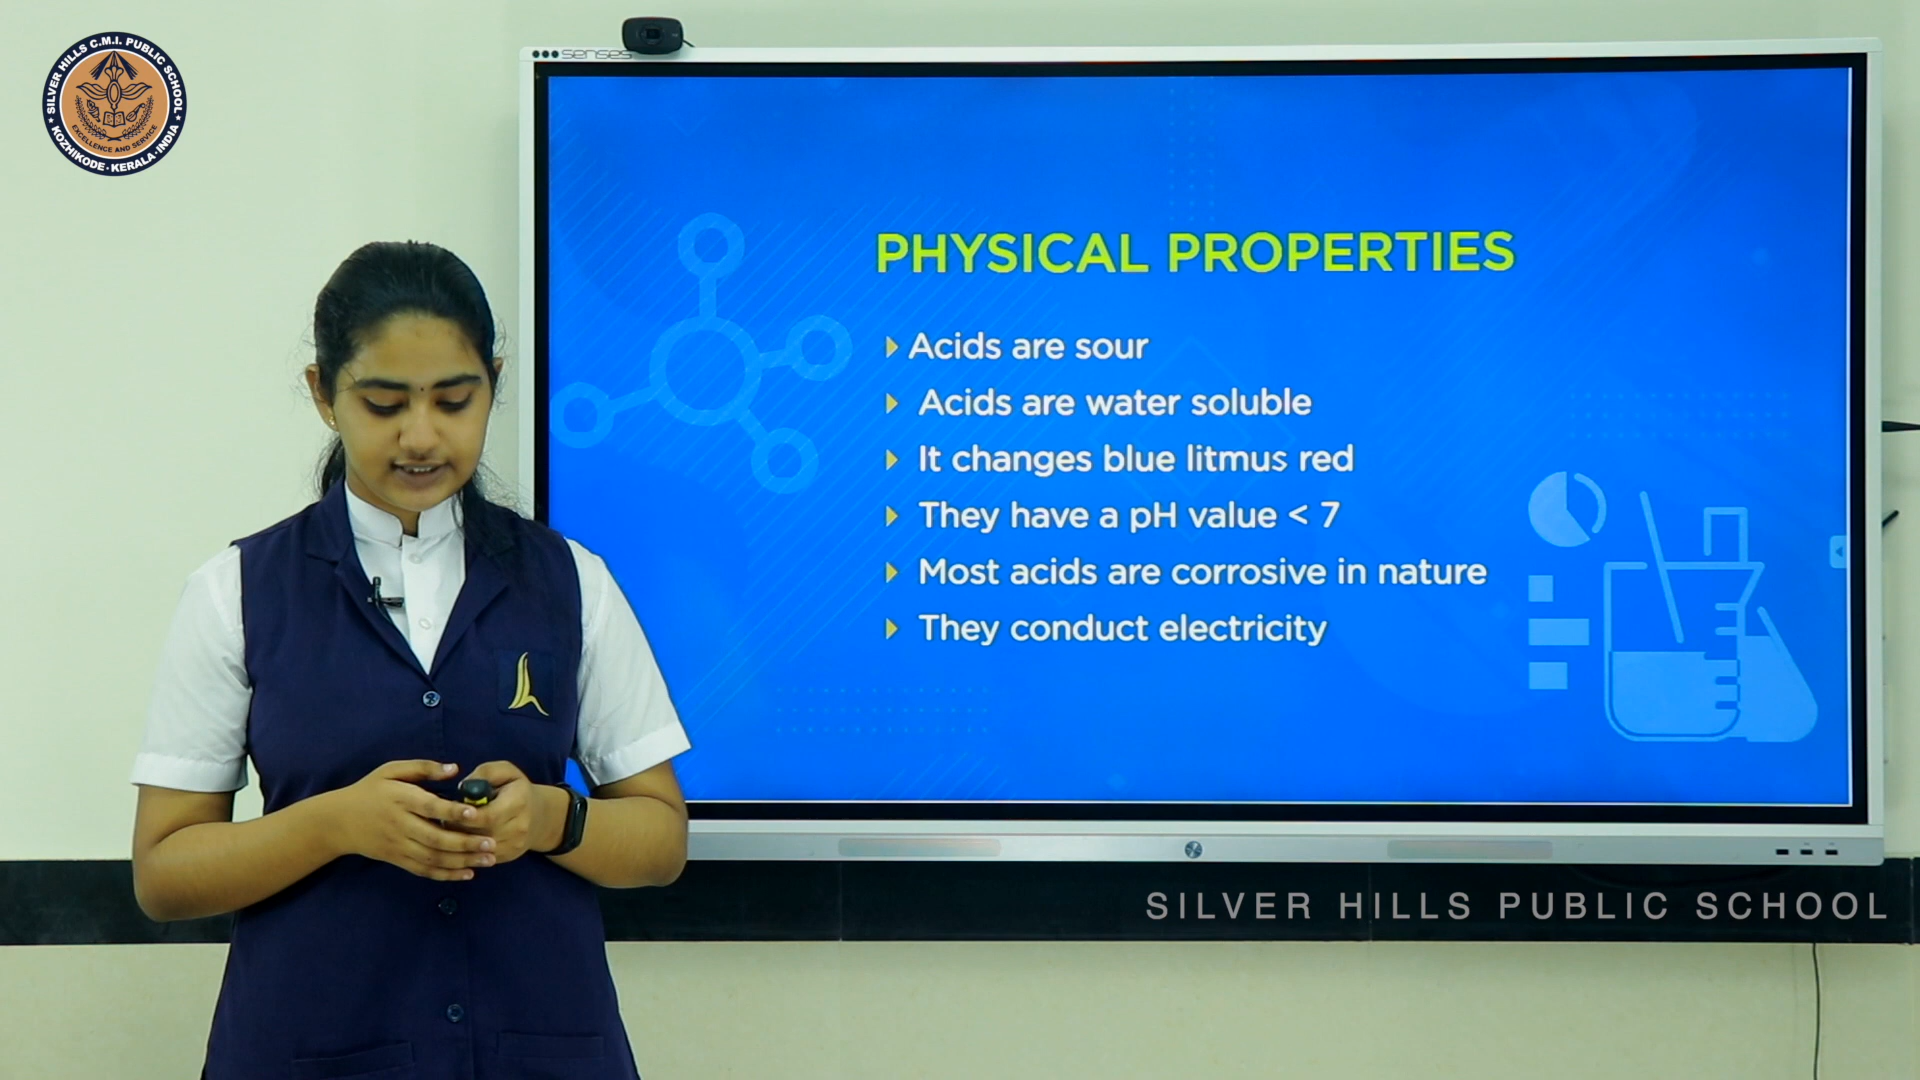 SILVER HILLS C.M.I. PUBLIC SCHOOL
EXCELLENCE AND SERVICE
KOZHIKODE · KERALA · INDIA
senses
PHYSICAL PROPERTIES
Acids are sour
Acids are water soluble
It changes blue litmus red
They have a pH value < 7
Most acids are corrosive in nature
They conduct electricity
SILVER HILLS PUBLIC SCHOOL